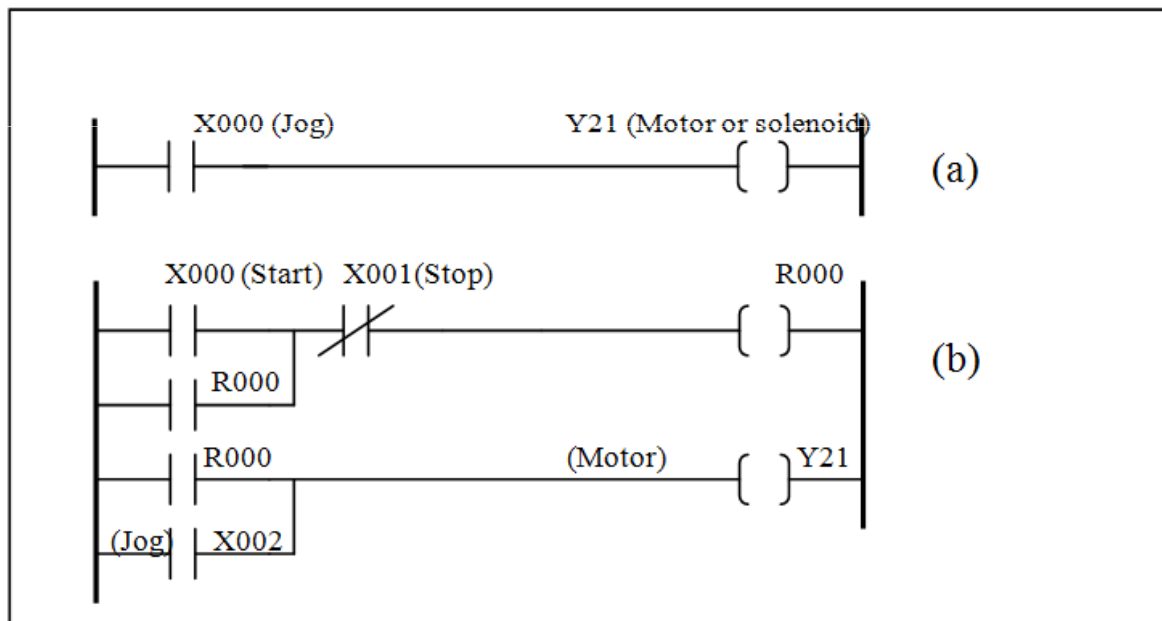 X000 (Jog) Y21 (Motor or solenoid)
(a)
X000 (Start) X001(Stop) R000
(b)
R000
R000 (Motor) Y21
(Jog) X002